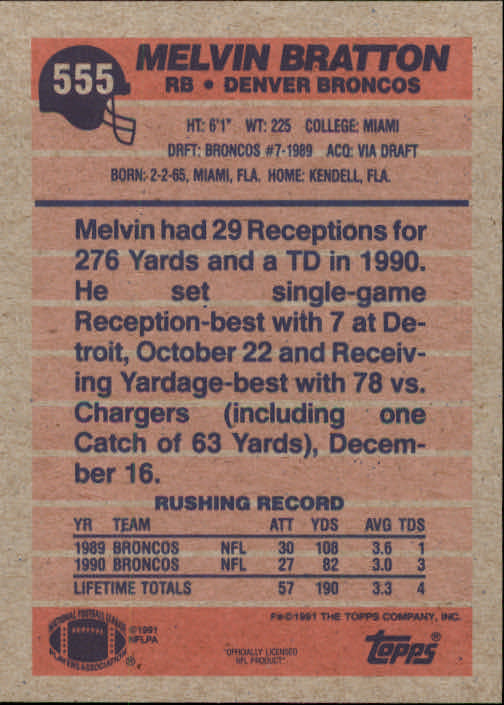 555
MELVIN BRATTON
RB • DENVER BRONCOS
HT: 6'1" WT: 225 COLLEGE: MIAMI
DRFT: BRONCOS #7-1989 ACQ: VIA DRAFT
BORN: 2-2-65, MIAMI, FLA. HOME: KENDELL, FLA.
Melvin had 29 Receptions for
276 Yards and a TD in 1990.
He set single-game
Reception-best with 7 at De-
troit, October 22 and Receiv-
ing Yardage-best with 78 vs.
Chargers (including one
Catch of 63 Yards), Decem-
ber 16.
RUSHING RECORD
YR TEAM ATT YDS AVG TDS
1989 BRONCOS NFL 30 108 3.6 1
1990 BRONCOS NFL 27 82 3.0 3
LIFETIME TOTALS 57 190 3.3 4
NATIONAL FOOTBALL LEAGUE
PLAYERS ASSOCIATION
®
©1991
NFLPA
F*©1991 THE TOPPS COMPANY, INC.
"OFFICIALLY LICENSED
NFL PRODUCT"
Topps®